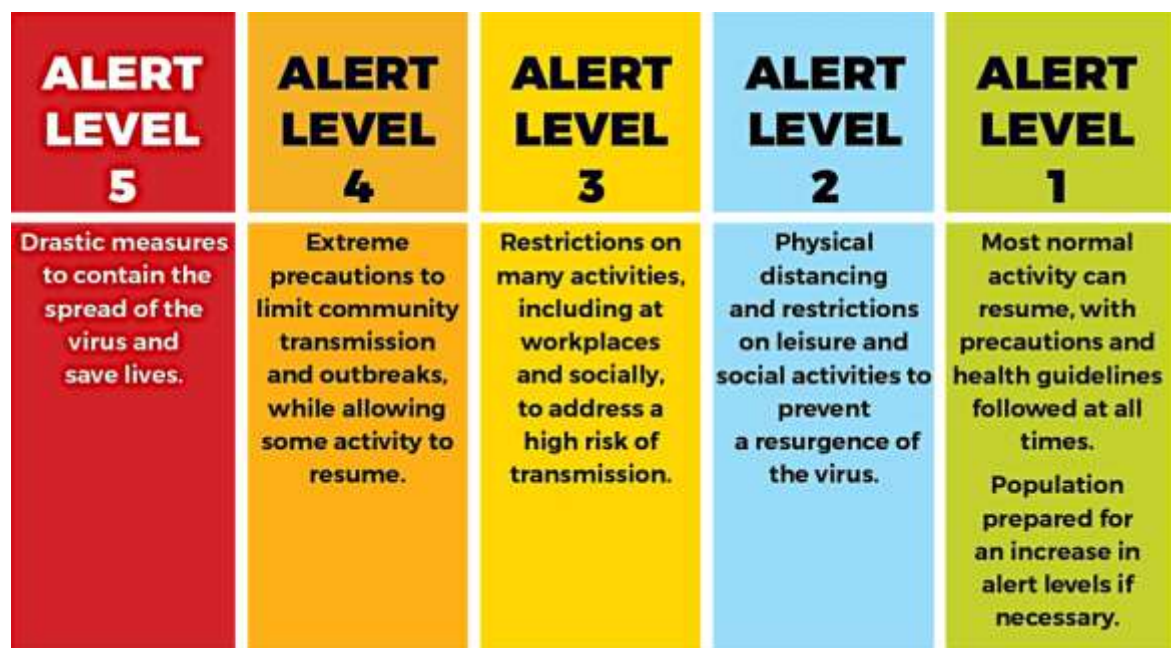 ALERT
LEVEL
5
Drastic measures
to contain the
spread of the
virus and
save lives.
ALERT
LEVEL
4
Extreme
precautions to
limit community
transmission
and outbreaks,
while allowing
some activity to
resume.
ALERT
LEVEL
3
Restrictions on
many activities,
including at
workplaces
and socially,
to address a
high risk of
transmission.
ALERT
LEVEL
2
Physical
distancing
and restrictions
on leisure and
social activities to
prevent
a resurgence of
the virus.
ALERT
LEVEL
1
Most normal
activity can
resume, with
precautions and
health guidelines
followed at all
times.
Population
prepared for
an increase in
alert levels if
necessary.